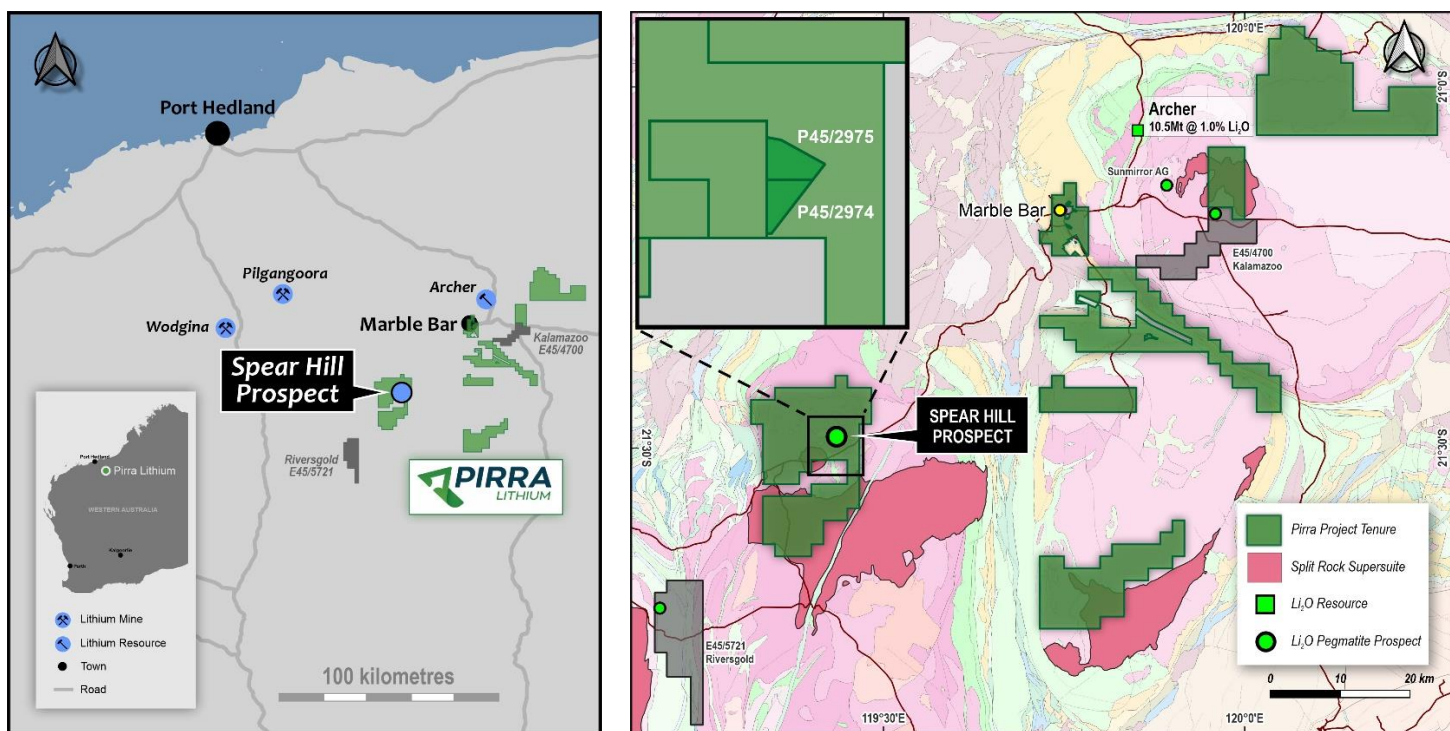 Port Hedland
Pilgangoora
Archer
Wodgina
Marble Bar
Kalamazoo
E45/4700
Spear Hill
Prospect
Riversgold
E45/5721
PIRRA
LITHIUM
Port Hedland
Pirra Lithium
WESTERN AUSTRALIA
Kalgoorlie
Perth
Lithium Mine
Lithium Resource
Town
Road
100 kilometres
P45/2975
P45/2974
120°0'E
21°0'S
Archer
10.5Mt @ 1.0% Li₂O
Sunmirror AG
Marble Bar
E45/4700
Kalamazoo
21°30'S
SPEAR HILL
PROSPECT
21°30'S
E45/5721
Riversgold
Pirra Project Tenure
Split Rock Supersuite
Li₂O Resource
Li₂O Pegmatite Prospect
0 10 20 km
119°30'E
120°0'E